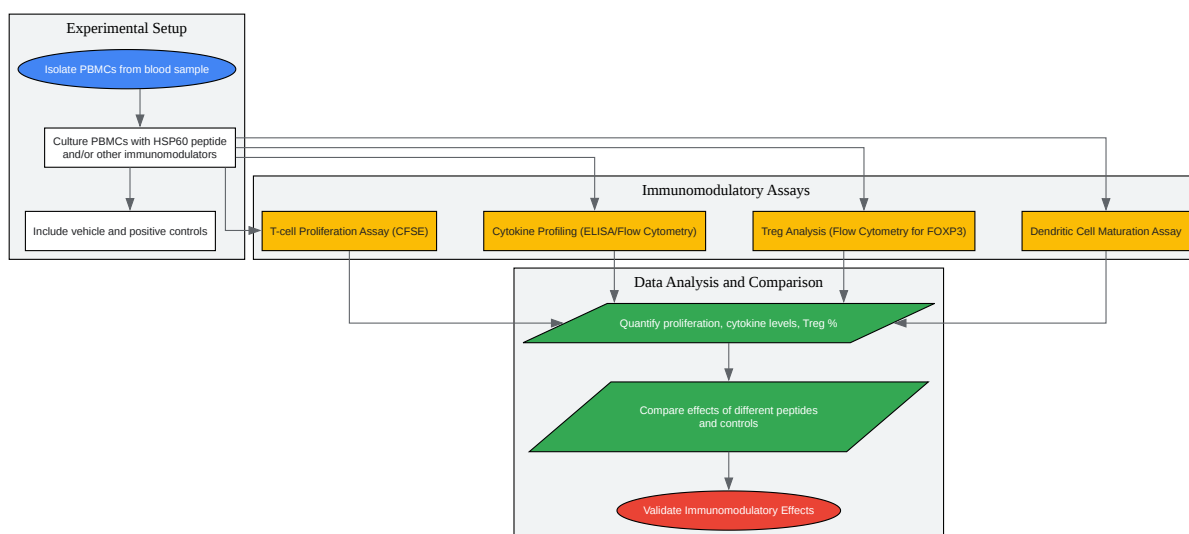 Experimental Setup
Isolate PBMCs from blood sample
Culture PBMCs with HSP60 peptide
and/or other immunomodulators
Include vehicle and positive controls
Immunomodulatory Assays
T-cell Proliferation Assay (CFSE)
Cytokine Profiling (ELISA/Flow Cytometry)
Treg Analysis (Flow Cytometry for FOXP3)
Dendritic Cell Maturation Assay
Data Analysis and Comparison
Quantify proliferation, cytokine levels, Treg %
Compare effects of different peptides
and controls
Validate Immunomodulatory Effects